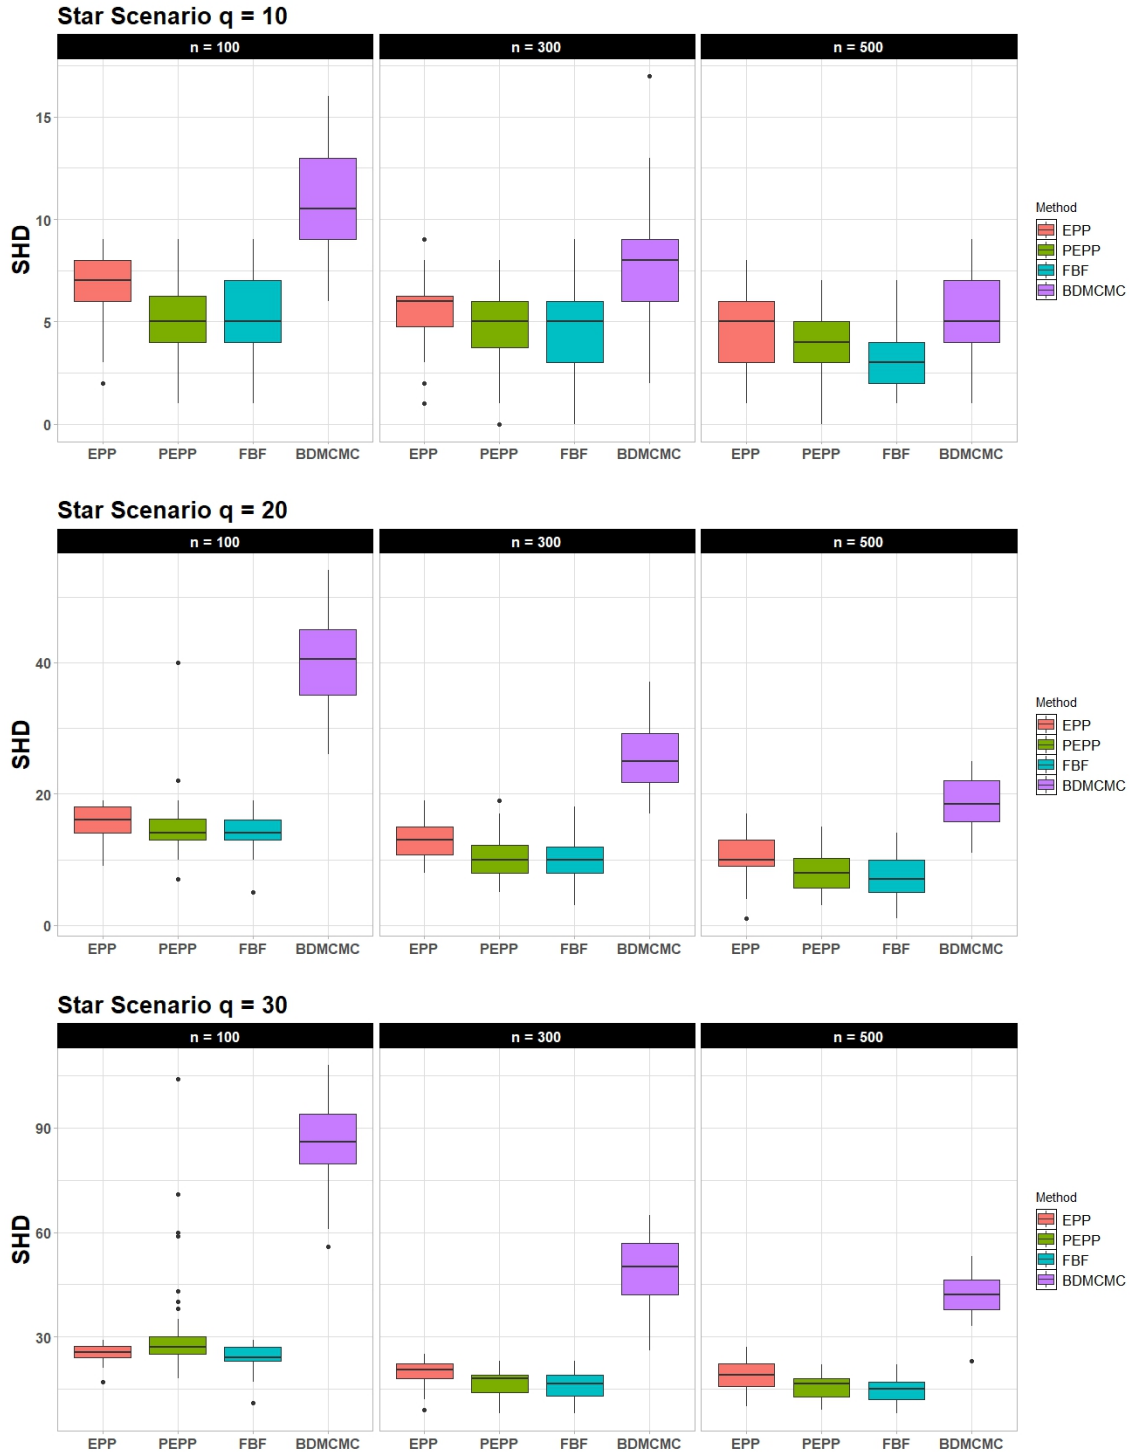 Star Scenario q = 10
n = 100 n = 300 n = 500
SHD
15
10
5
0
EPP PEPP FBF BDMCMC EPP PEPP FBF BDMCMC EPP PEPP FBF BDMCMC
Method
EPP
PEPP
FBF
BDMCMC
Star Scenario q = 20
n = 100 n = 300 n = 500
SHD
40
20
0
EPP PEPP FBF BDMCMC EPP PEPP FBF BDMCMC EPP PEPP FBF BDMCMC
Method
EPP
PEPP
FBF
BDMCMC
Star Scenario q = 30
n = 100 n = 300 n = 500
SHD
90
60
30
EPP PEPP FBF BDMCMC EPP PEPP FBF BDMCMC EPP PEPP FBF BDMCMC
Method
EPP
PEPP
FBF
BDMCMC